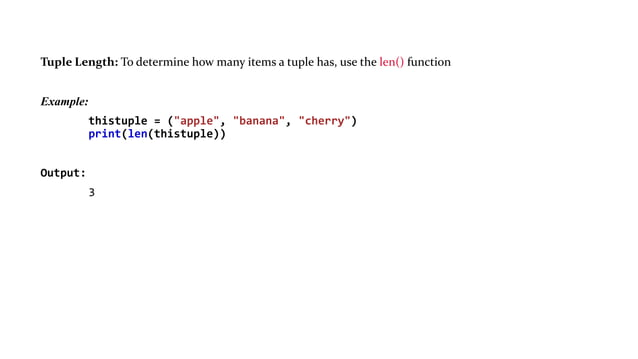 Tuple Length: To determine how many items a tuple has, use the len() function
Example:
thistuple = ("apple", "banana", "cherry")
print(len(thistuple))
Output:
3